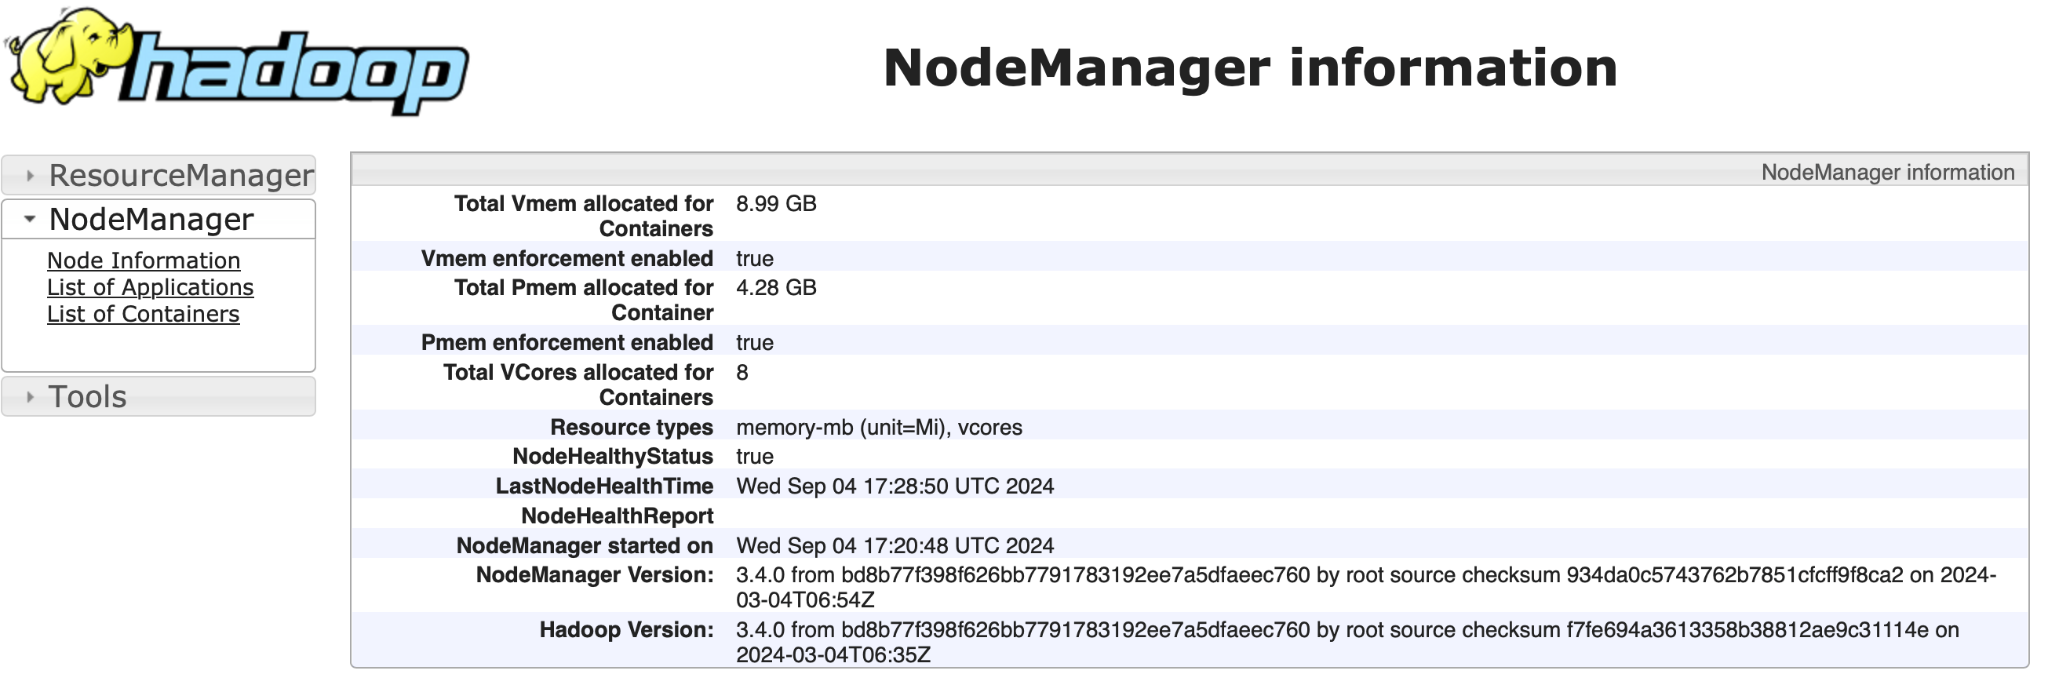 hadoop
NodeManager information
ResourceManager
NodeManager
Node Information
List of Applications
List of Containers
Tools
NodeManager information
Total Vmem allocated for 8.99 GB
Containers
Vmem enforcement enabled true
Total Pmem allocated for 4.28 GB
Container
Pmem enforcement enabled true
Total VCores allocated for 8
Containers
Resource types memory-mb (unit=Mi), vcores
NodeHealthyStatus true
LastNodeHealthTime Wed Sep 04 17:28:50 UTC 2024
NodeHealthReport
NodeManager started on Wed Sep 04 17:20:48 UTC 2024
NodeManager Version: 3.4.0 from bd8b77f398f626bb7791783192ee7a5dfaeec760 by root source checksum 934da0c5743762b7851cfcff9f8ca2 on 2024-
03-04T06:54Z
Hadoop Version: 3.4.0 from bd8b77f398f626bb7791783192ee7a5dfaeec760 by root source checksum f7fe694a3613358b38812ae9c31114e on
2024-03-04T06:35Z